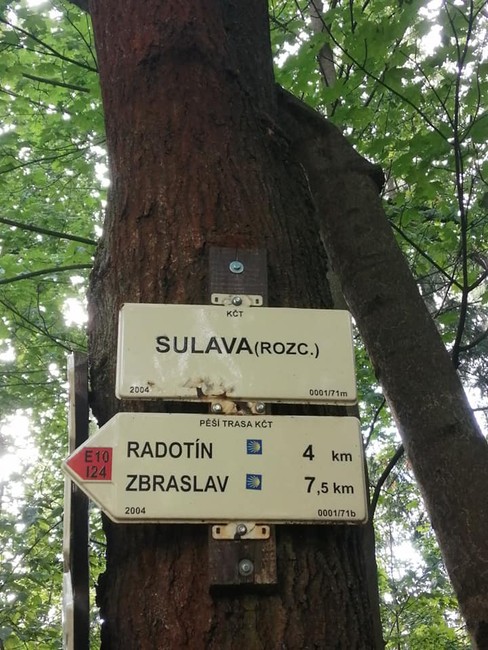 KČT
SULAVA (ROZC.)
2004 0001/71m
PĚŠÍ TRASA KČT
E10
I24
RADOTÍN 4 km
ZBRASLAV 7,5 km
2004 0001/71b